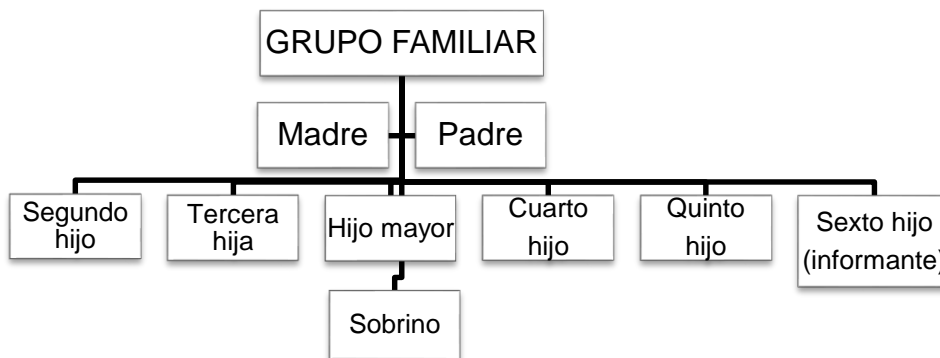 GRUPO FAMILIAR
Madre
Padre
Segundo
hijo
Tercera
hija
Hijo mayor
Cuarto
hijo
Quinto
hijo
Sexto hijo
(informante)
Sobrino